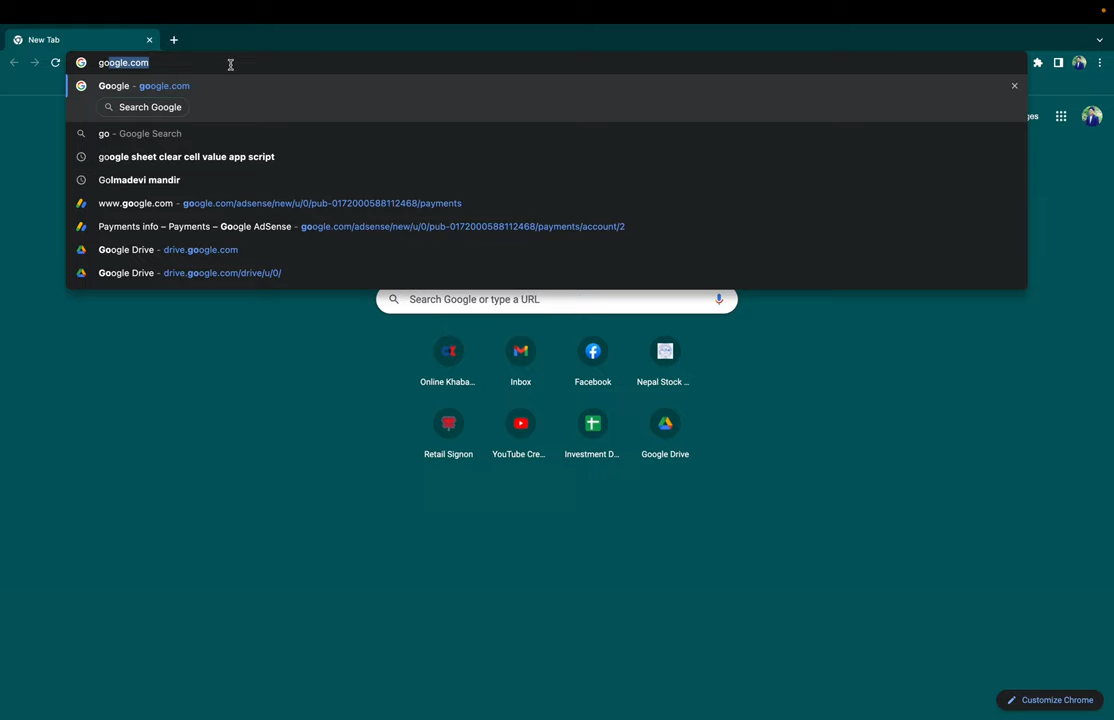 New Tab
google.com
Google - google.com
Search Google
go - Google Search
google sheet clear cell value app script
Golmadevi mandir
www.google.com - google.com/adsense/new/u/0/pub-0172000588112468/payments
Payments info – Payments – Google AdSense - google.com/adsense/new/u/0/pub-0172000588112468/payments/account/2
Google Drive - drive.google.com
Google Drive - drive.google.com/drive/u/0/
Search Google or type a URL
Online Khaba...
Inbox
Facebook
Nepal Stock ...
Retail Signon
YouTube Cre...
Investment D...
Google Drive
Customize Chrome